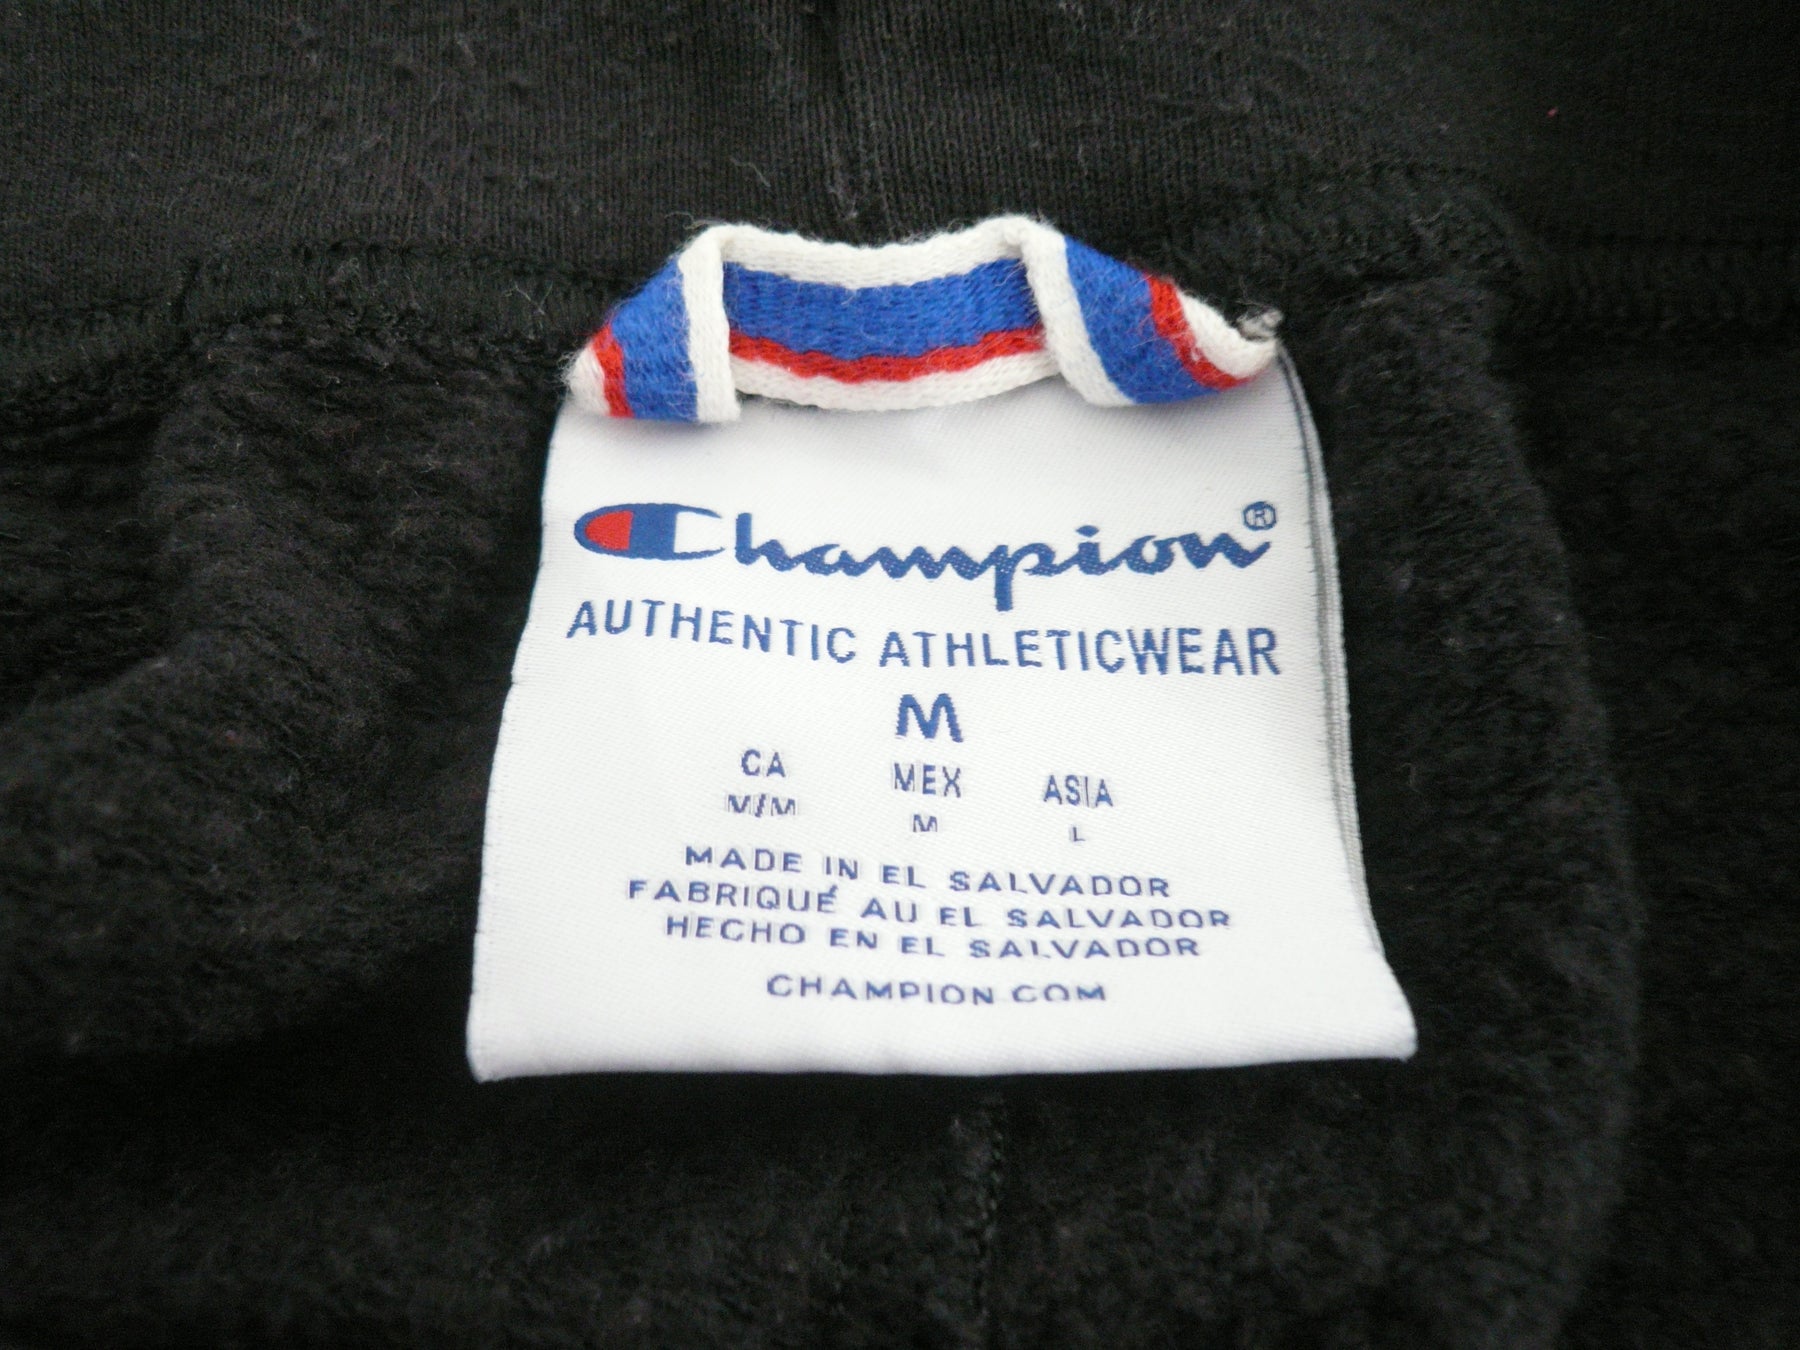 Champion®
AUTHENTIC ATHLETICWEAR
M
CA MEX ASIA
M/M M L
MADE IN EL SALVADOR
FABRIQUÉ AU EL SALVADOR
HECHO EN EL SALVADOR
CHAMPION.COM